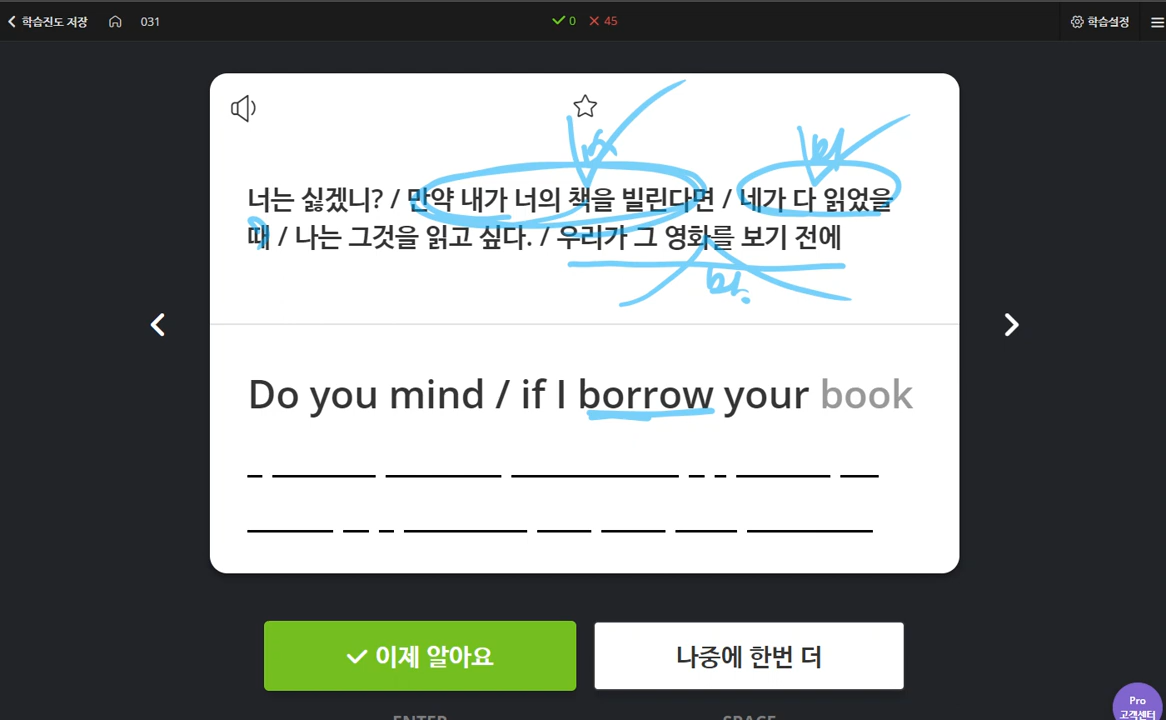 학습진도 저장
031
0
45
학습설정
너는 싫겠니? / 만약 내가 너의 책을 빌린다면 / 네가 다 읽었을
때 / 나는 그것을 읽고 싶다. / 우리가 그 영화를 보기 전에
Do you mind / if I borrow your book
이제 알아요
나중에 한번 더
ENTER
SPACE
Pro
고객센터